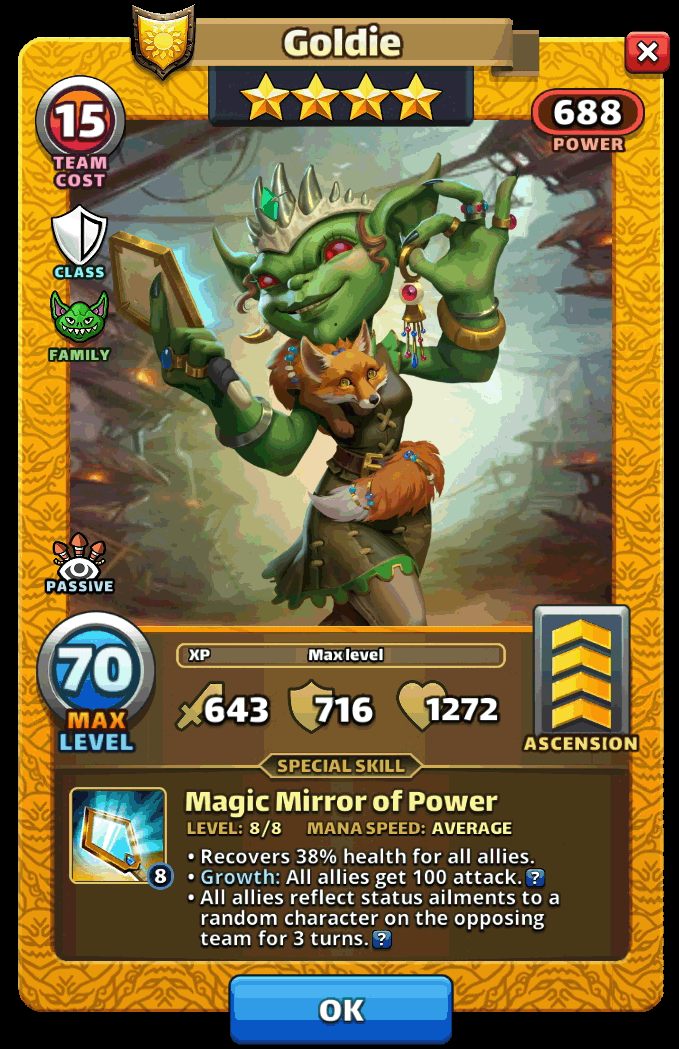 Goldie
15
TEAM
COST
688
POWER
CLASS
FAMILY
PASSIVE
70
MAX
LEVEL
XP Max level
643 716 1272
ASCENSION
SPECIAL SKILL
Magic Mirror of Power
LEVEL: 8/8 MANA SPEED: AVERAGE
8
• Recovers 38% health for all allies.
• Growth: All allies get 100 attack. ?
• All allies reflect status ailments to a
random character on the opposing
team for 3 turns. ?
OK